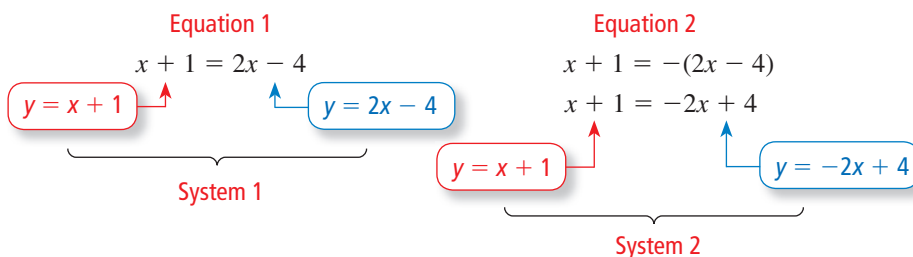 Equation 1
x + 1 = 2x − 4
y = x + 1
y = 2x − 4
System 1
Equation 2
x + 1 = −(2x − 4)
x + 1 = −2x + 4
y = x + 1
y = −2x + 4
System 2